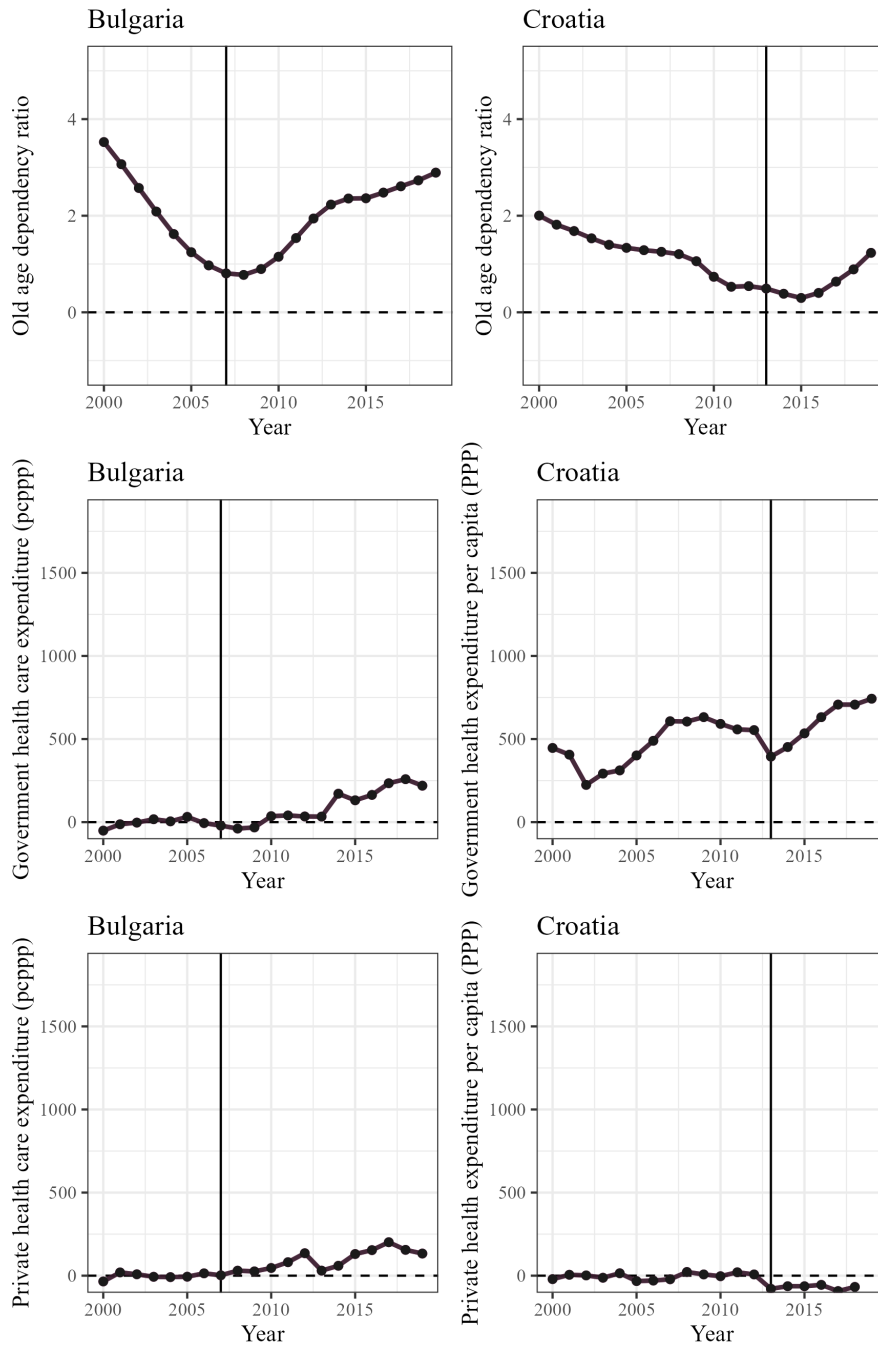 Bulgaria
Old age dependency ratio
4
2
0
2000 2005 2010 2015
Year
Croatia
Old age dependency ratio
4
2
0
2000 2005 2010 2015
Year
Bulgaria
Government health care expenditure (pcppp)
1500
1000
500
0
2000 2005 2010 2015
Year
Croatia
Government health expenditure per capita (PPP)
1500
1000
500
0
2000 2005 2010 2015
Year
Bulgaria
Private health care expenditure (pcppp)
1500
1000
500
0
2000 2005 2010 2015
Year
Croatia
Private health expenditure per capita (PPP)
1500
1000
500
0
2000 2005 2010 2015
Year